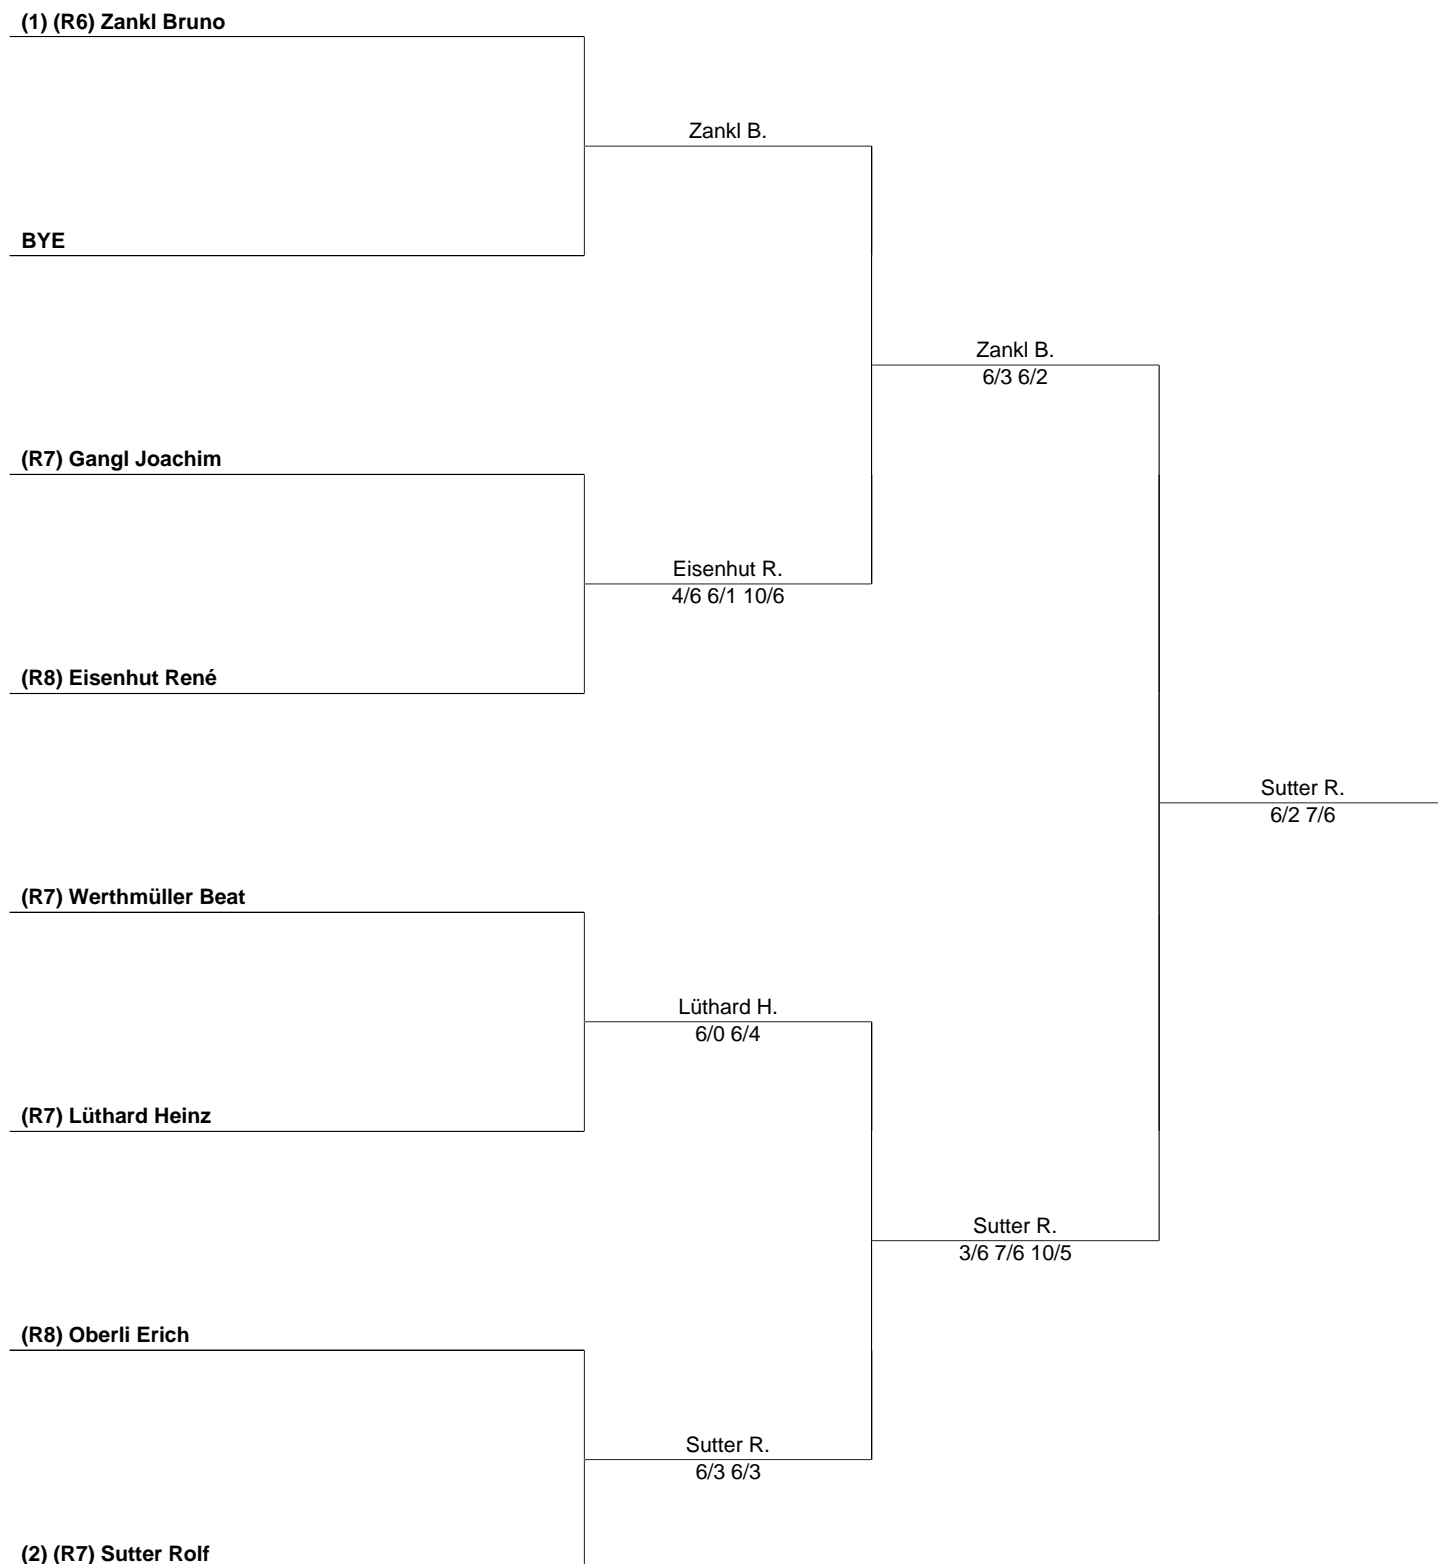 (1) (R6) Zankl Bruno
Zankl B.
BYE
Zankl B.
6/3 6/2
(R7) Gangl Joachim
Eisenhut R.
4/6 6/1 10/6
(R8) Eisenhut René
Sutter R.
6/2 7/6
(R7) Werthmüller Beat
Lüthard H.
6/0 6/4
(R7) Lüthard Heinz
Sutter R.
3/6 7/6 10/5
(R8) Oberli Erich
Sutter R.
6/3 6/3
(2) (R7) Sutter Rolf